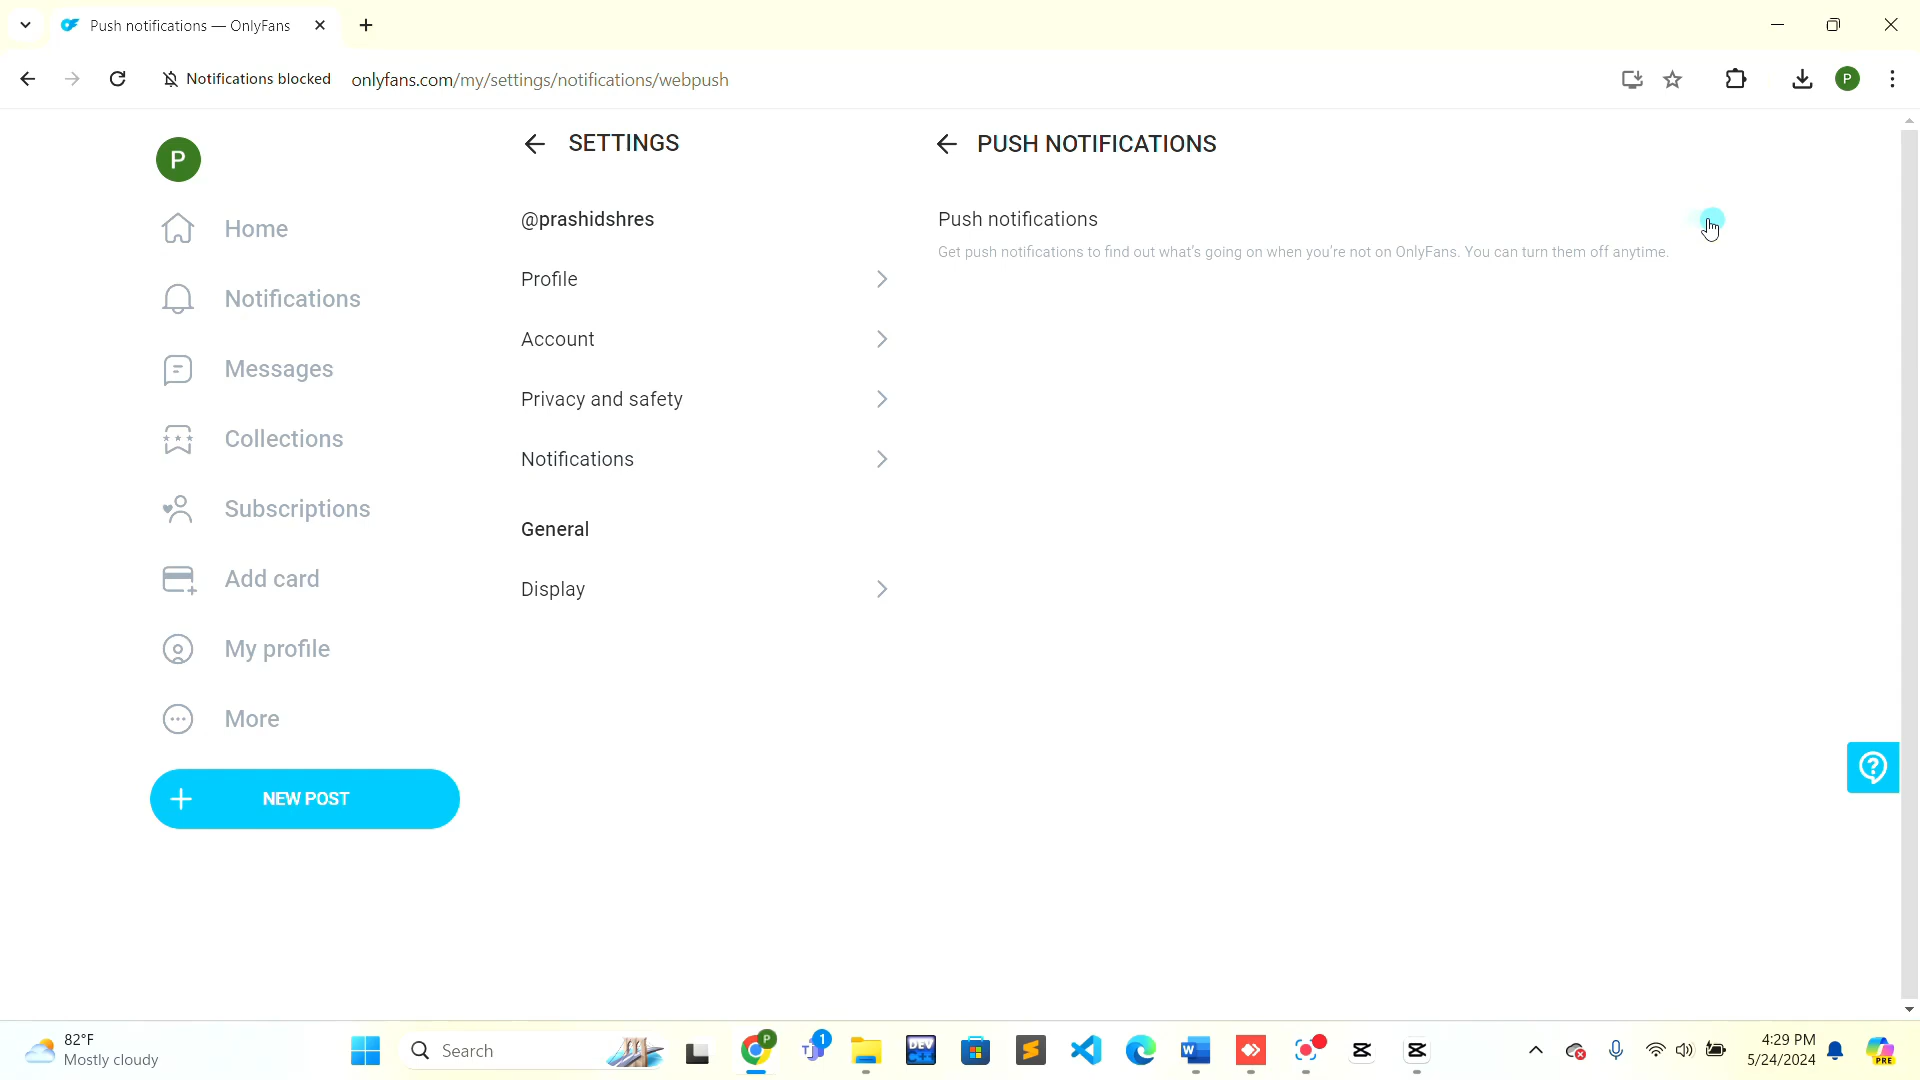 Push notifications — OnlyFans
Notifications blocked
onlyfans.com/my/settings/notifications/webpush
P
P
Home
Notifications
Messages
Collections
Subscriptions
Add card
My profile
More
NEW POST
SETTINGS
@prashidshres
Profile
Account
Privacy and safety
Notifications
General
Display
PUSH NOTIFICATIONS
Push notifications
Get push notifications to find out what's going on when you're not on OnlyFans. You can turn them off anytime.
82°F
Mostly cloudy
Search
P
1
DEV
W
4:29 PM
5/24/2024
PRE